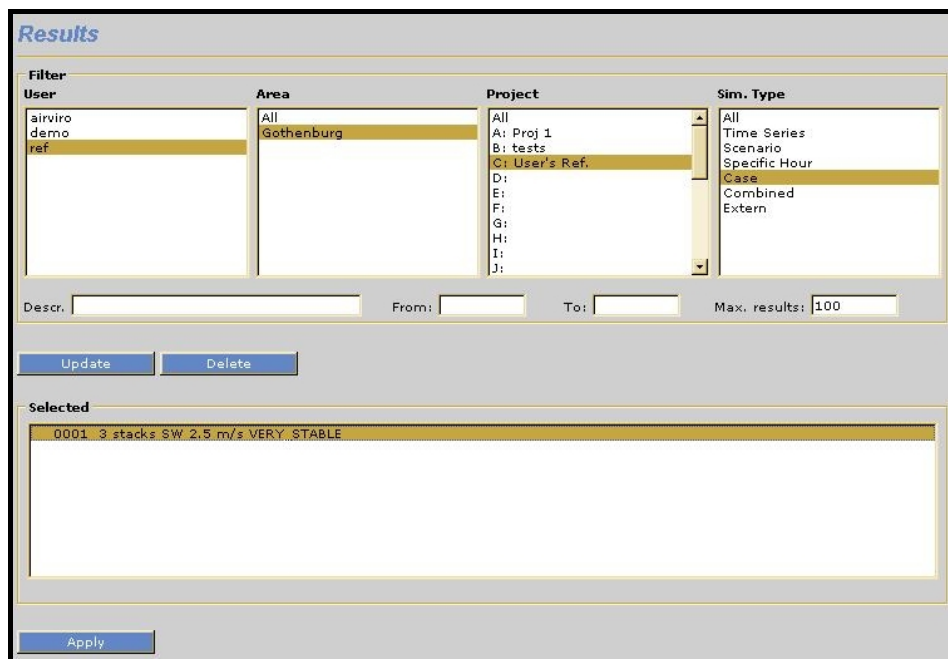 Results
Filter
User
airviro
demo
ref
Area
All
Gothenburg
Project
All
A: Proj 1
B: tests
C: User's Ref.
D:
E:
F:
G:
H:
I:
J:
Sim. Type
All
Time Series
Scenario
Specific Hour
Case
Combined
Extern
Descr. From: To: Max. results: 100
Update Delete
Selected
0001 3 stacks SW 2.5 m/s VERY_STABLE
Apply